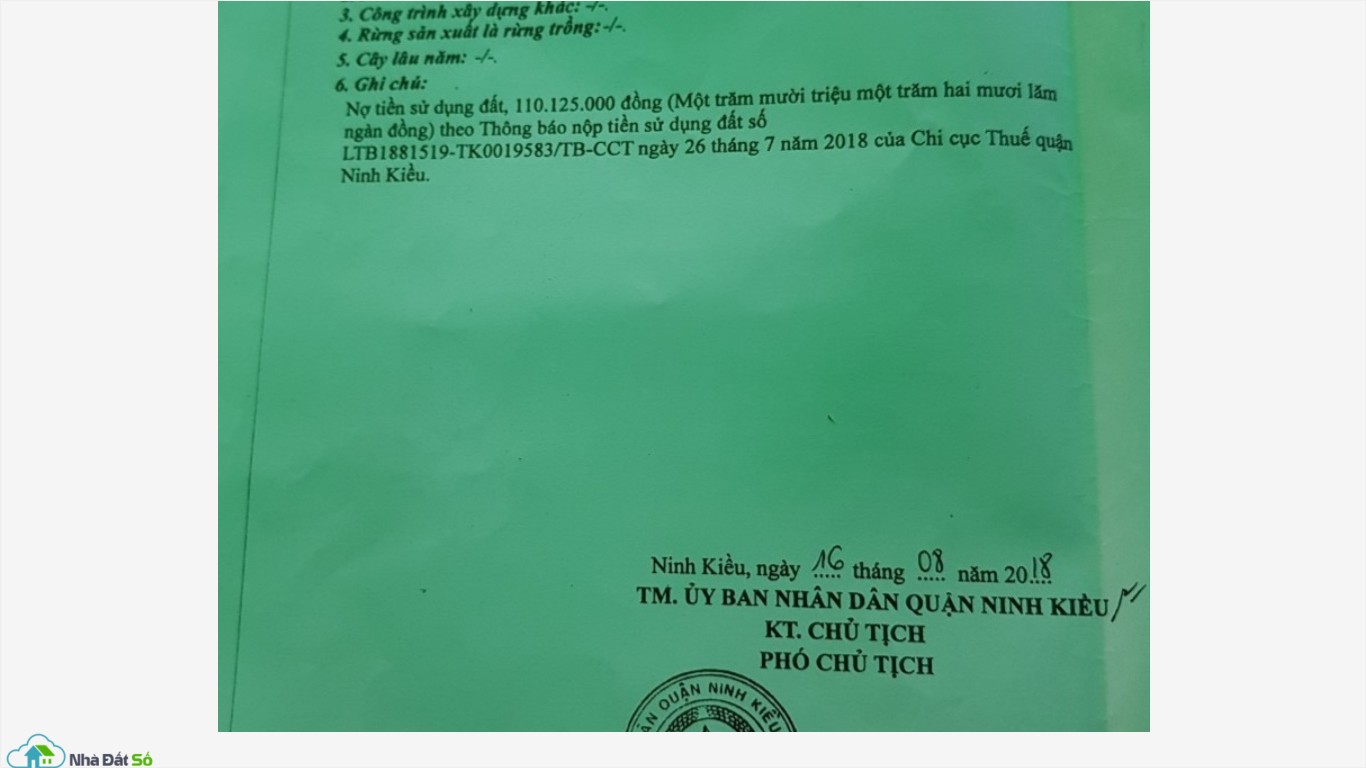 3. Công trình xây dựng khác: -/-.
4. Rừng sản xuất là rừng trồng:-/-.
5. Cây lâu năm: -/-.
6. Ghi chú:
Nợ tiền sử dụng đất, 110.125.000 đồng (Một trăm mười triệu một trăm hai mươi lăm
ngàn đồng) theo Thông báo nộp tiền sử dụng đất số
LTB1881519-TK0019583/TB-CCT ngày 26 tháng 7 năm 2018 của Chi cục Thuế quận
Ninh Kiều.
Ninh Kiều, ngày 16 tháng 08 năm 2018
TM. ỦY BAN NHÂN DÂN QUẬN NINH KIỀU
KT. CHỦ TỊCH
PHÓ CHỦ TỊCH
QUẬN NINH KIỀU
Nhà Đất Số